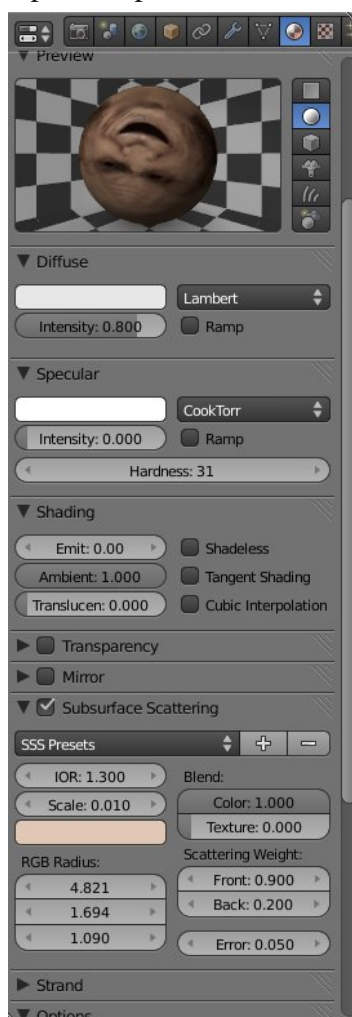 Preview
Diffuse
Lambert
Intensity: 0.800 Ramp
Specular
CookTorr
Intensity: 0.000 Ramp
Hardness: 31
Shading
Emit: 0.00 Shadeless
Ambient: 1.000 Tangent Shading
Translucen: 0.000 Cubic Interpolation
Transparency
Mirror
Subsurface Scattering
SSS Presets
IOR: 1.300 Blend:
Scale: 0.010 Color: 1.000
Texture: 0.000
RGB Radius: Scattering Weight:
4.821 Front: 0.900
1.694 Back: 0.200
1.090 Error: 0.050
Strand
Options